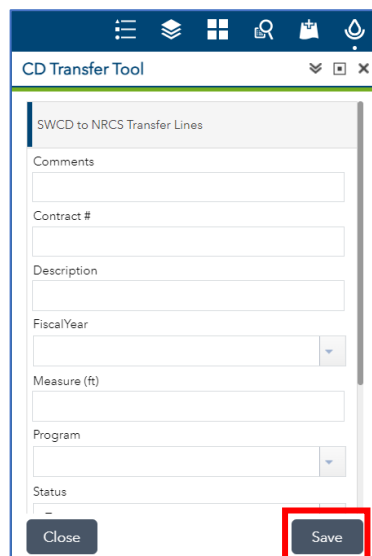 CD Transfer Tool
SWCD to NRCS Transfer Lines
Comments
Contract #
Description
FiscalYear
Measure (ft)
Program
Status
Close
Save